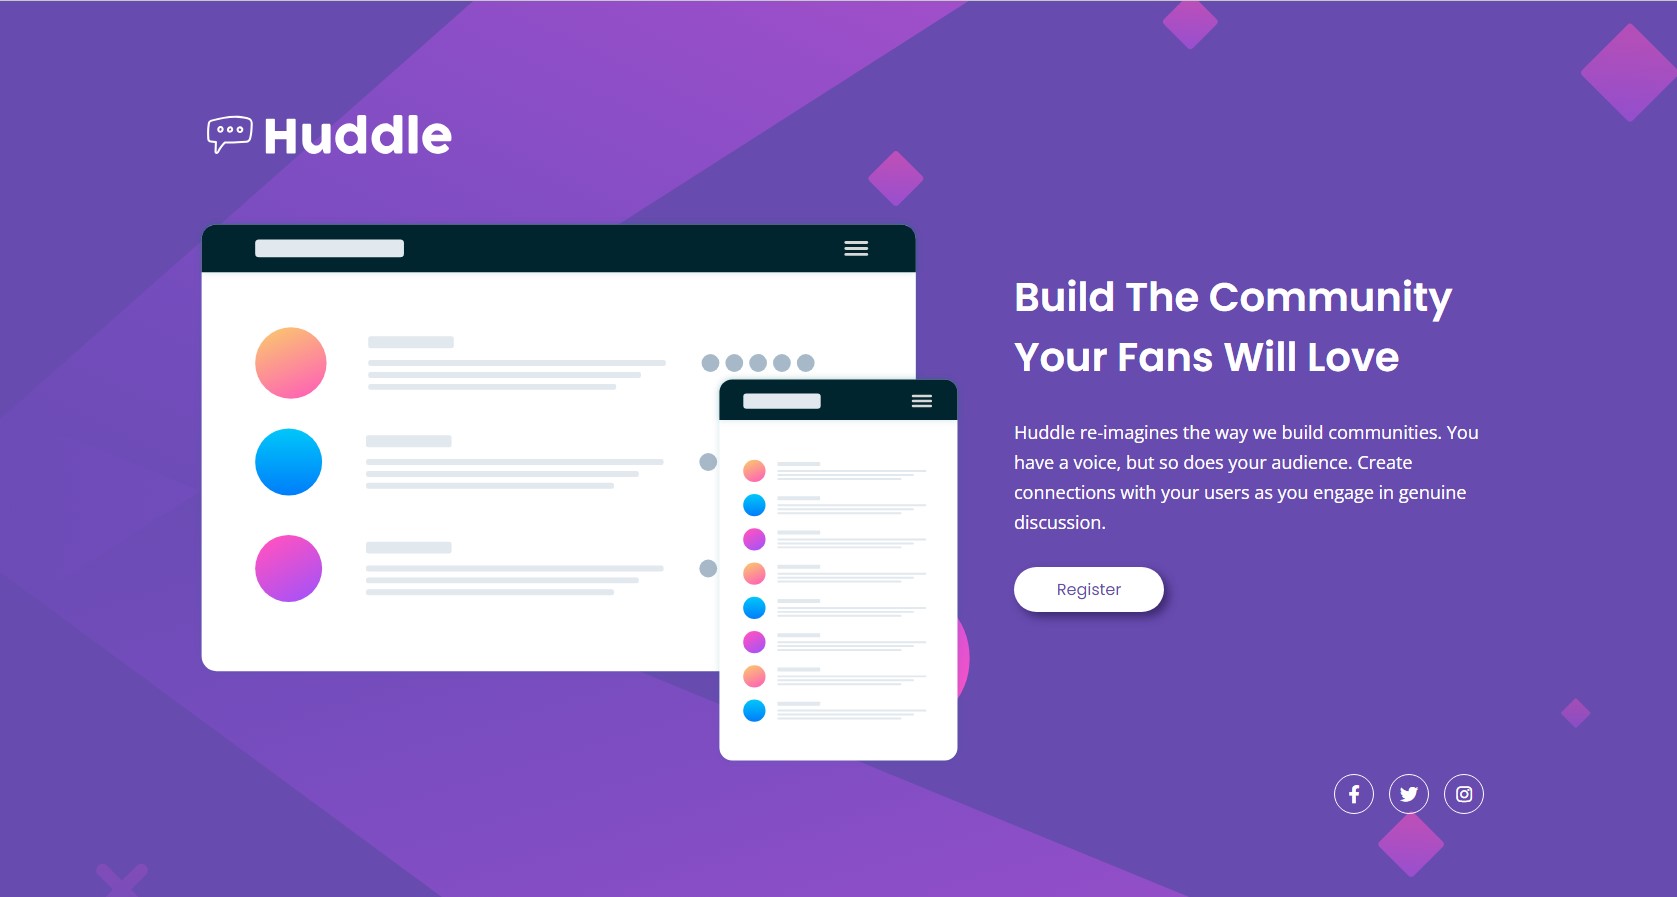 Huddle
Build The Community
Your Fans Will Love
Huddle re-imagines the way we build communities. You
have a voice, but so does your audience. Create
connections with your users as you engage in genuine
discussion.
Register